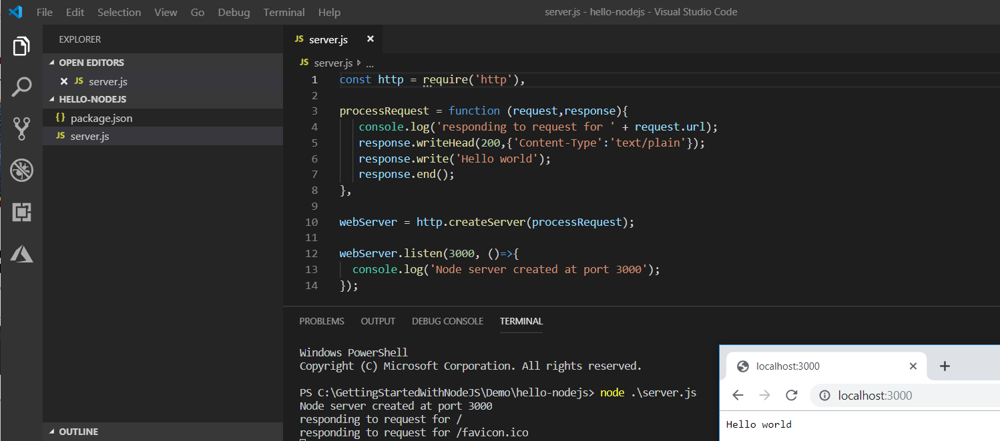 File Edit Selection View Go Debug Terminal Help
server.js - hello-nodejs - Visual Studio Code
EXPLORER
OPEN EDITORS
JS server.js
HELLO-NODEJS
{} package.json
JS server.js
OUTLINE
JS server.js
JS server.js ...
1 const http = require('http'),
2
3 processRequest = function (request,response){
4 console.log('responding to request for ' + request.url);
5 response.writeHead(200,{'Content-Type':'text/plain'});
6 response.write('Hello world');
7 response.end();
8 },
9
10 webServer = http.createServer(processRequest);
11
12 webServer.listen(3000, ()=>{
13 console.log('Node server created at port 3000');
14 });
PROBLEMS OUTPUT DEBUG CONSOLE TERMINAL
Windows PowerShell
Copyright (C) Microsoft Corporation. All rights reserved.
PS C:\GettingStartedWithNodeJS\Demo\hello-nodejs> node .\server.js
Node server created at port 3000
responding to request for /
responding to request for /favicon.ico
localhost:3000
localhost:3000
Hello world